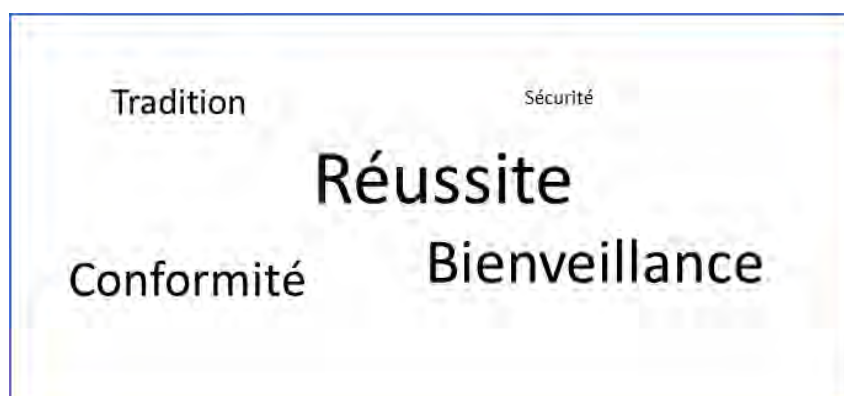 Tradition
Sécurité
Réussite
Bienveillance
Conformité